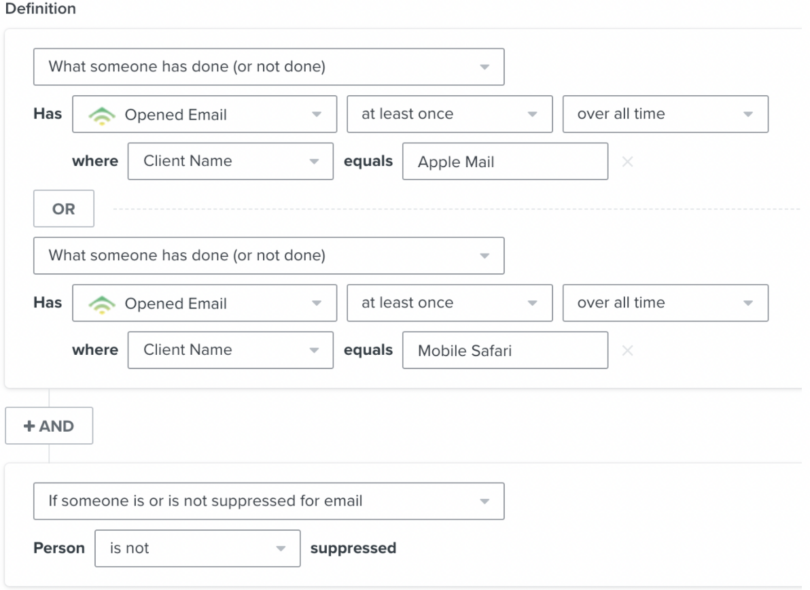 Definition
What someone has done (or not done)
Has Opened Email at least once over all time
where Client Name equals Apple Mail
OR
What someone has done (or not done)
Has Opened Email at least once over all time
where Client Name equals Mobile Safari
+ AND
If someone is or is not suppressed for email
Person is not suppressed